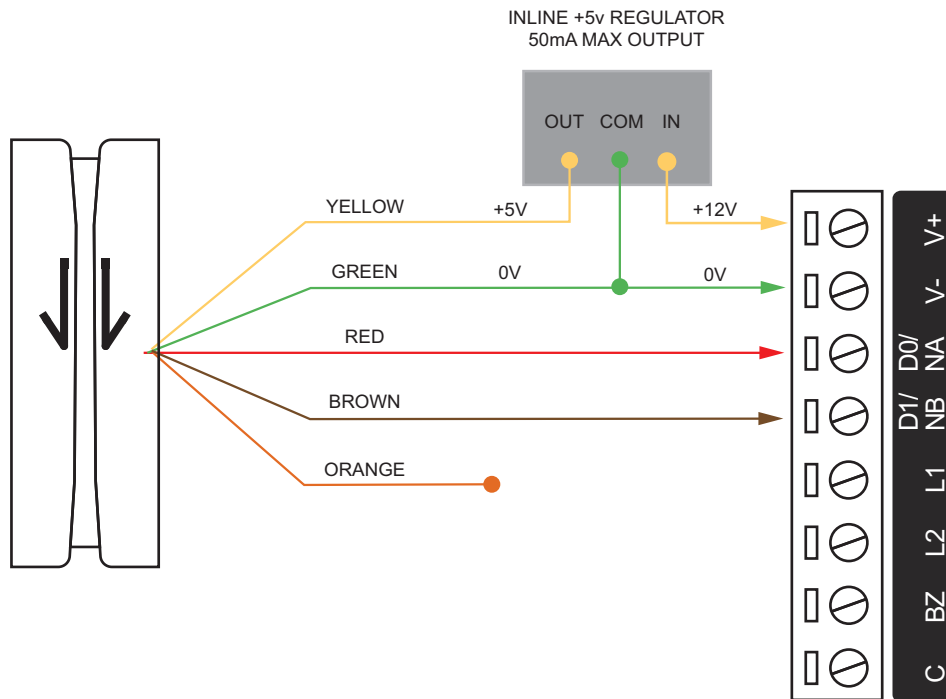 INLINE +5v REGULATOR
50mA MAX OUTPUT
OUT COM IN
YELLOW +5V +12V
GREEN 0V 0V
RED
BROWN
ORANGE
V+
V-
D0/
NA
D1/
NB
L1
L2
BZ
C